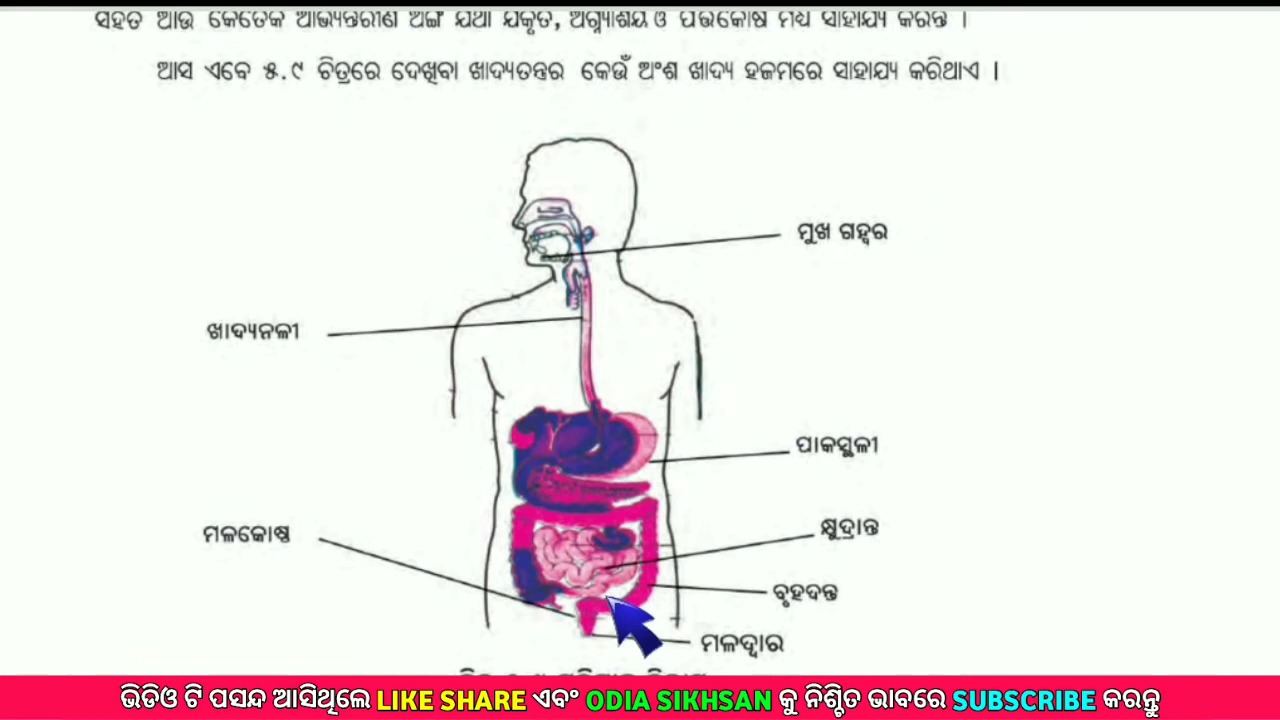 ସହିତ ଆଉ କେତେକ ଆଭ୍ୟନ୍ତରୀଣ ଅଙ୍ଗ ଯଥା ଯକୃତ, ଅଗ୍ନ୍ୟାଶୟ ଓ ପିତ୍ତକୋଷ ମଧ୍ୟ ସାହାଯ୍ୟ କରନ୍ତି ।
ଆସ ଏବେ ୫.୯ ଚିତ୍ରରେ ଦେଖିବା ଖାଦ୍ୟତନ୍ତ୍ରର କେଉଁ ଅଂଶ ଖାଦ୍ୟ ହଜମରେ ସାହାଯ୍ୟ କରିଥାଏ ।
ମୁଖ ଗହ୍ୱର
ଖାଦ୍ୟନଳୀ
ପାକସ୍ଥଳୀ
କ୍ଷୁଦ୍ରାନ୍ତ
ମଳକୋଷ୍ଠ
ବୃହଦନ୍ତ
ମଳଦ୍ୱାର
ଭିଡିଓ ଟି ପସନ୍ଦ ଆସିଥିଲେ LIKE SHARE ଏବଂ ODIA SIKHSAN କୁ ନିଶ୍ଚିତ ଭାବରେ SUBSCRIBE କରନ୍ତୁ